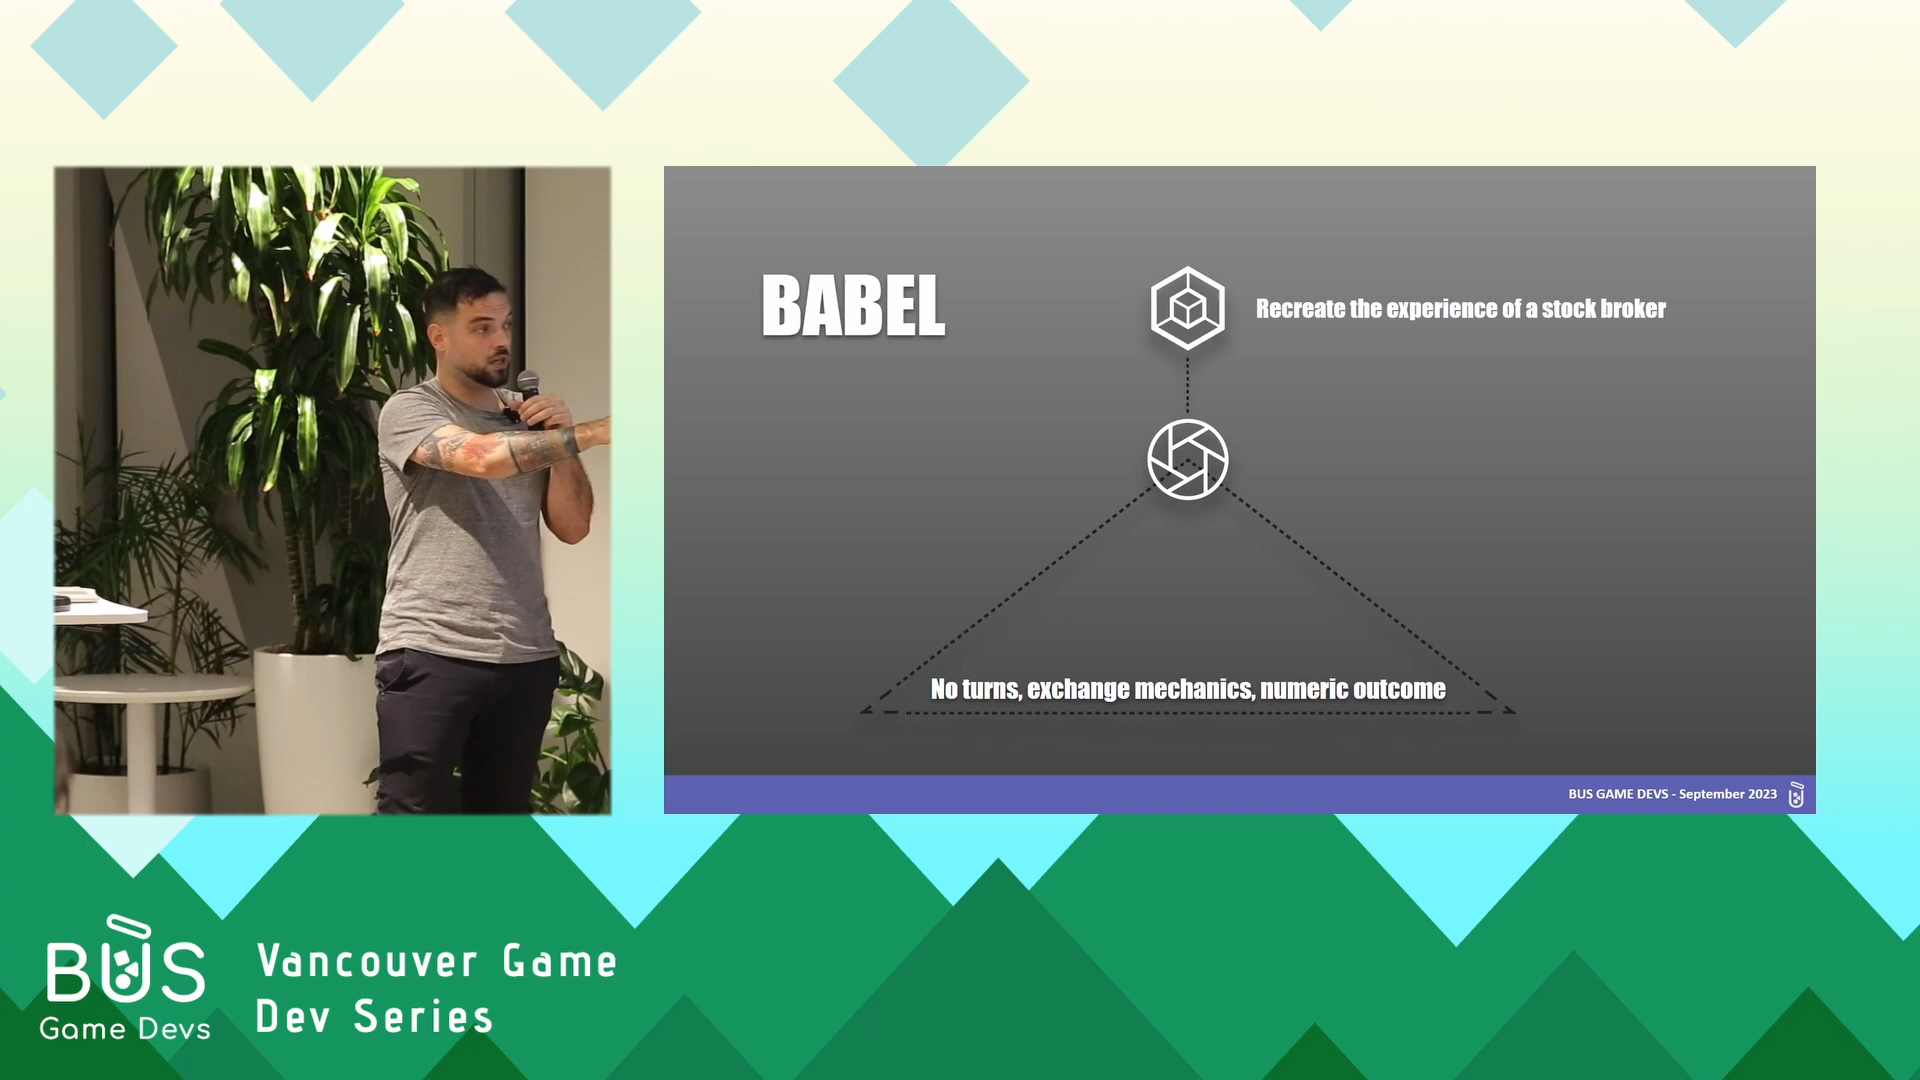 BABEL
Recreate the experience of a stock broker
No turns, exchange mechanics, numeric outcome
BUS GAME DEVS - September 2023
BUS
Game Devs
Vancouver Game
Dev Series